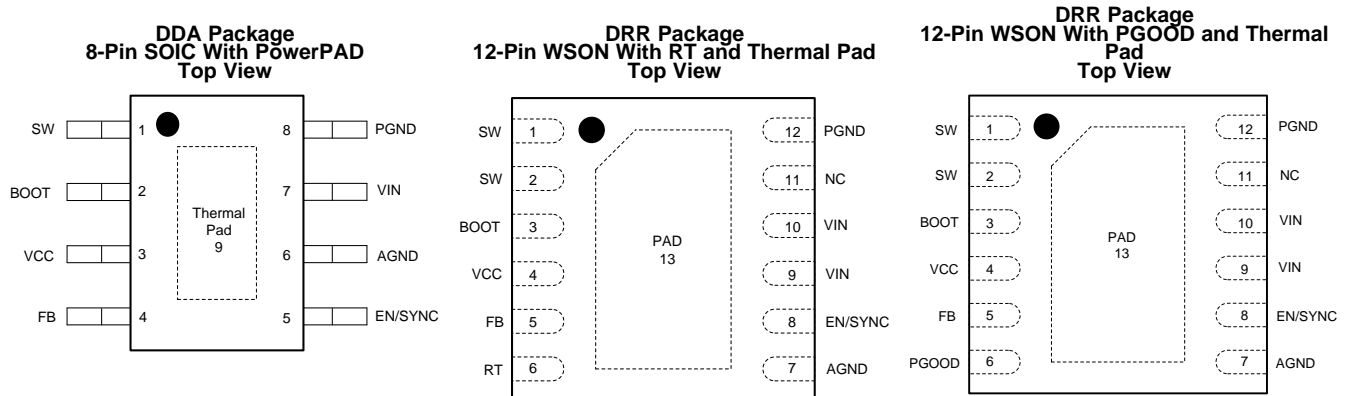 DDA Package
8-Pin SOIC With PowerPAD
Top View
SW
1
8
PGND
BOOT
2
7
VIN
Thermal
Pad
9
VCC
3
6
AGND
FB
4
5
EN/SYNC
DRR Package
12-Pin WSON With RT and Thermal Pad
Top View
SW
1
12
PGND
SW
2
11
NC
BOOT
3
10
VIN
PAD
13
VCC
4
9
VIN
FB
5
8
EN/SYNC
RT
6
7
AGND
DRR Package
12-Pin WSON With PGOOD and Thermal
Pad
Top View
SW
1
12
PGND
SW
2
11
NC
BOOT
3
10
VIN
PAD
13
VCC
4
9
VIN
FB
5
8
EN/SYNC
PGOOD
6
7
AGND